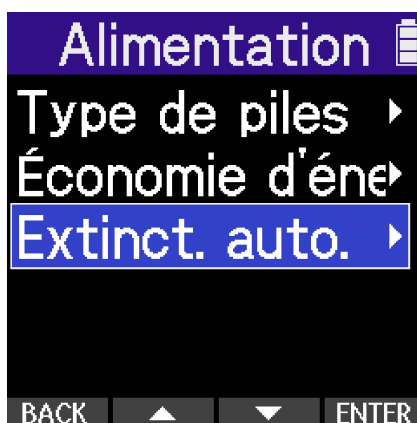 Alimentation
Type de piles
Économie d'éne
Extinct. auto.
BACK ENTER